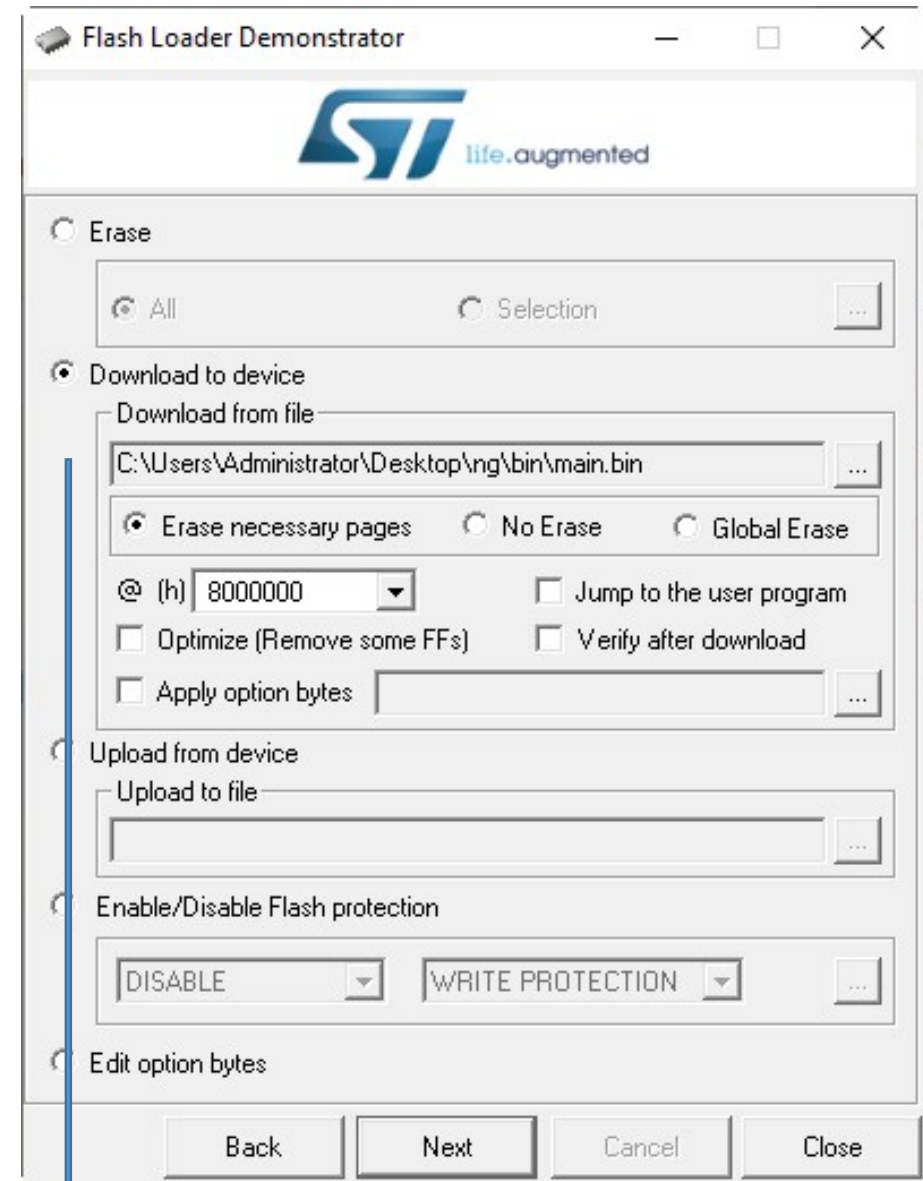 Flash Loader Demonstrator
ST life.augmented
Erase
All Selection ...
Download to device
Download from file
C:\Users\Administrator\Desktop\ng\bin\main.bin ...
Erase necessary pages No Erase Global Erase
@ (h) 8000000 Jump to the user program
Optimize (Remove some FFs) Verify after download
Apply option bytes ...
Upload from device
Upload to file
...
Enable/Disable Flash protection
DISABLE WRITE PROTECTION ...
Edit option bytes
Back Next Cancel Close